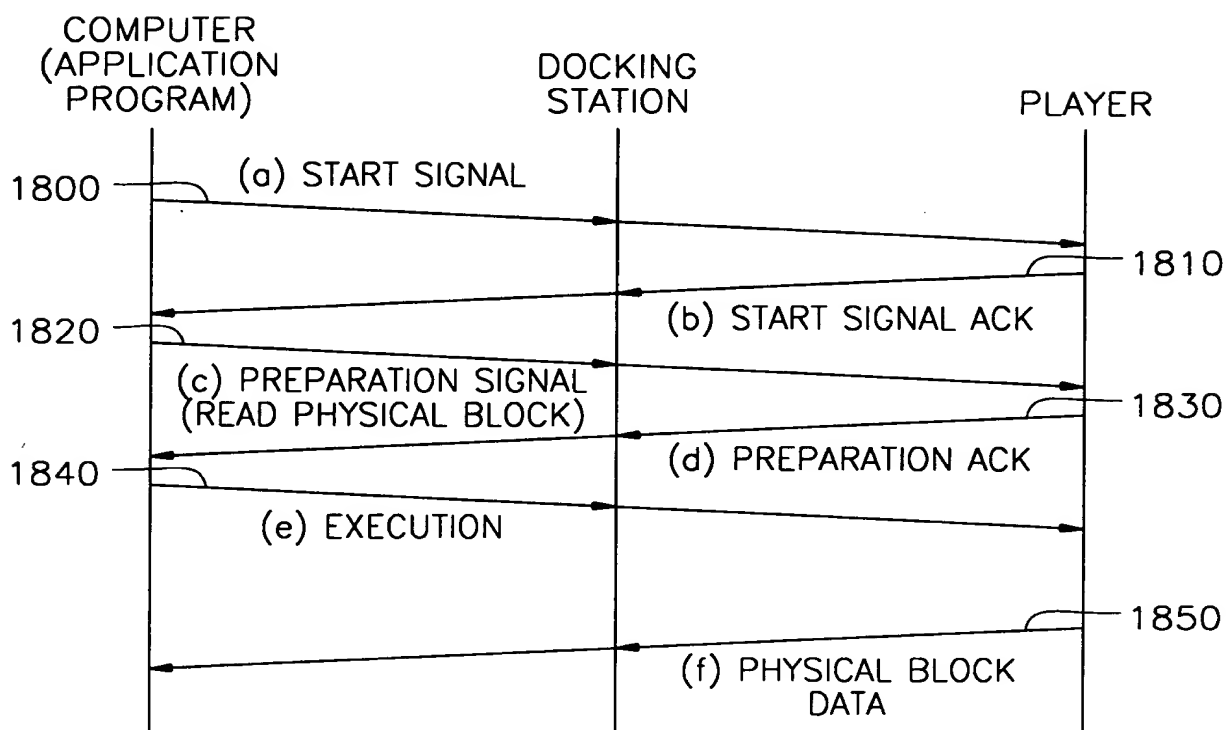 COMPUTER
(APPLICATION
PROGRAM)
DOCKING
STATION
PLAYER
1800
(a) START SIGNAL
1810
(b) START SIGNAL ACK
1820
(c) PREPARATION SIGNAL
(READ PHYSICAL BLOCK)
1830
(d) PREPARATION ACK
1840
(e) EXECUTION
1850
(f) PHYSICAL BLOCK
DATA